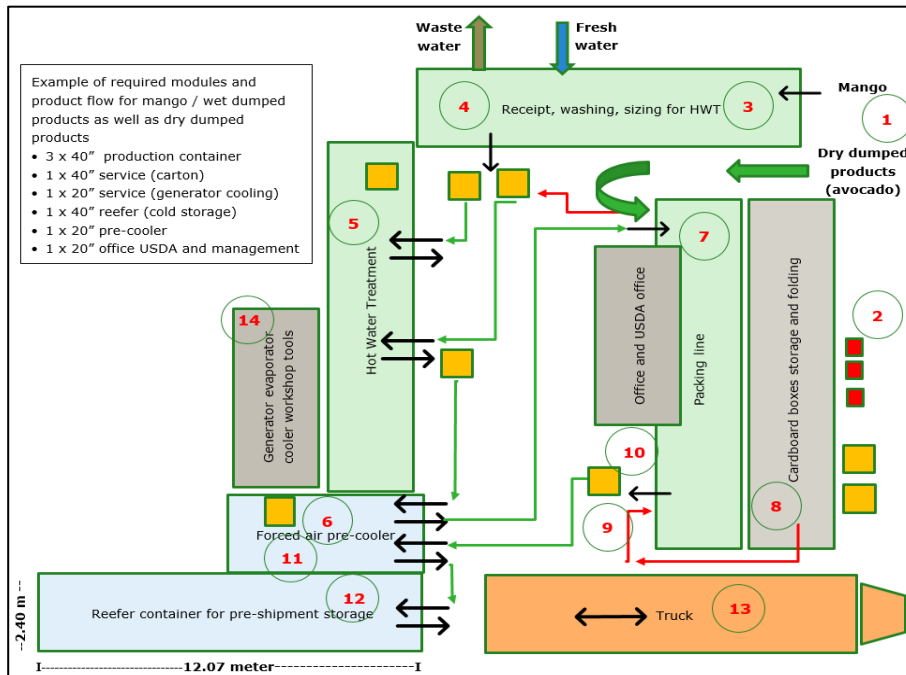 Waste
water
Fresh
water
Example of required modules and
product flow for mango / wet dumped
products as well as dry dumped
products
• 3 x 40” production container
• 1 x 40” service (carton)
• 1 x 20” service (generator cooling)
• 1 x 40” reefer (cold storage)
• 1 x 20” pre-cooler
• 1 x 20” office USDA and management
4
Receipt, washing, sizing for HWT
3
Mango
1
Dry dumped
products
(avocado)
5
Hot Water Treatment
7
Packing line
Office and USDA office
Cardboard boxes storage and folding
2
14
Generator evaporator
cooler workshop tools
10
9
8
6
Forced air pre-cooler
11
12
Reefer container for pre-shipment storage
13
Truck
--2.40 m --
I----------------------------12.07 meter----------------------------I